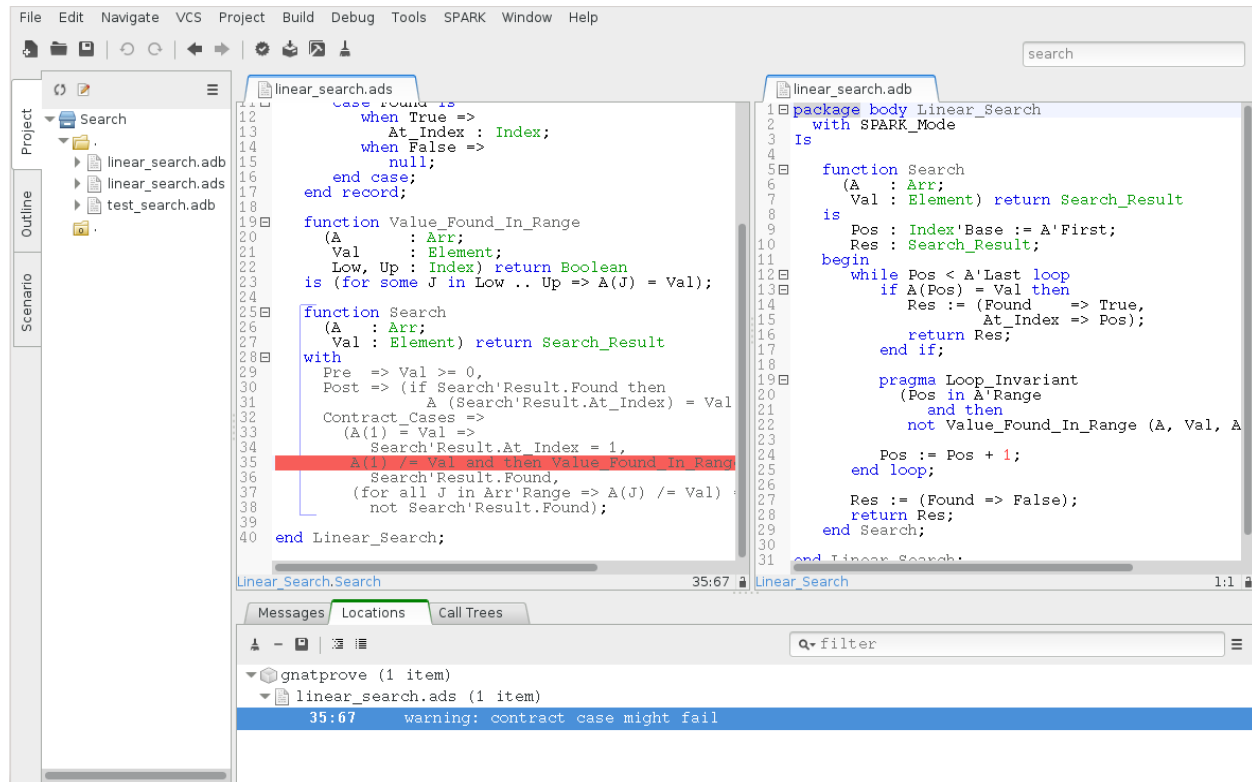 File Edit Navigate VCS Project Build Debug Tools SPARK Window Help
search
Project
Outline
Scenario
Search
.
linear_search.adb
linear_search.ads
test_search.adb
.
linear_search.ads
11 case Found is
12 when True =>
13 At_Index : Index;
14 when False =>
15 null;
16 end case;
17 end record;
18
19 function Value_Found_In_Range
20 (A : Arr;
21 Val : Element;
22 Low, Up : Index) return Boolean
23 is (for some J in Low .. Up => A(J) = Val);
24
25 function Search
26 (A : Arr;
27 Val : Element) return Search_Result
28 with
29 Pre => Val >= 0,
30 Post => (if Search'Result.Found then
31 A (Search'Result.At_Index) = Val
32 Contract_Cases =>
33 (A(1) = Val =>
34 Search'Result.At_Index = 1,
35 A(1) /= Val and then Value_Found_In_Rang
36 Search'Result.Found,
37 (for all J in Arr'Range => A(J) /= Val)
38 not Search'Result.Found);
39
40 end Linear_Search;
Linear_Search.Search 35:67
linear_search.adb
1 package body Linear_Search
2 with SPARK_Mode
3 Is
4
5 function Search
6 (A : Arr;
7 Val : Element) return Search_Result
8 is
9 Pos : Index'Base := A'First;
10 Res : Search_Result;
11 begin
12 while Pos < A'Last loop
13 if A(Pos) = Val then
14 Res := (Found => True,
15 At_Index => Pos);
16 return Res;
17 end if;
18
19 pragma Loop_Invariant
20 (Pos in A'Range
21 and then
22 not Value_Found_In_Range (A, Val, A
23
24 Pos := Pos + 1;
25 end loop;
26
27 Res := (Found => False);
28 return Res;
29 end Search;
30
31 end Linear_Search;
Linear_Search 1:1
Messages Locations Call Trees
filter
gnatprove (1 item)
linear_search.ads (1 item)
35:67 warning: contract case might fail